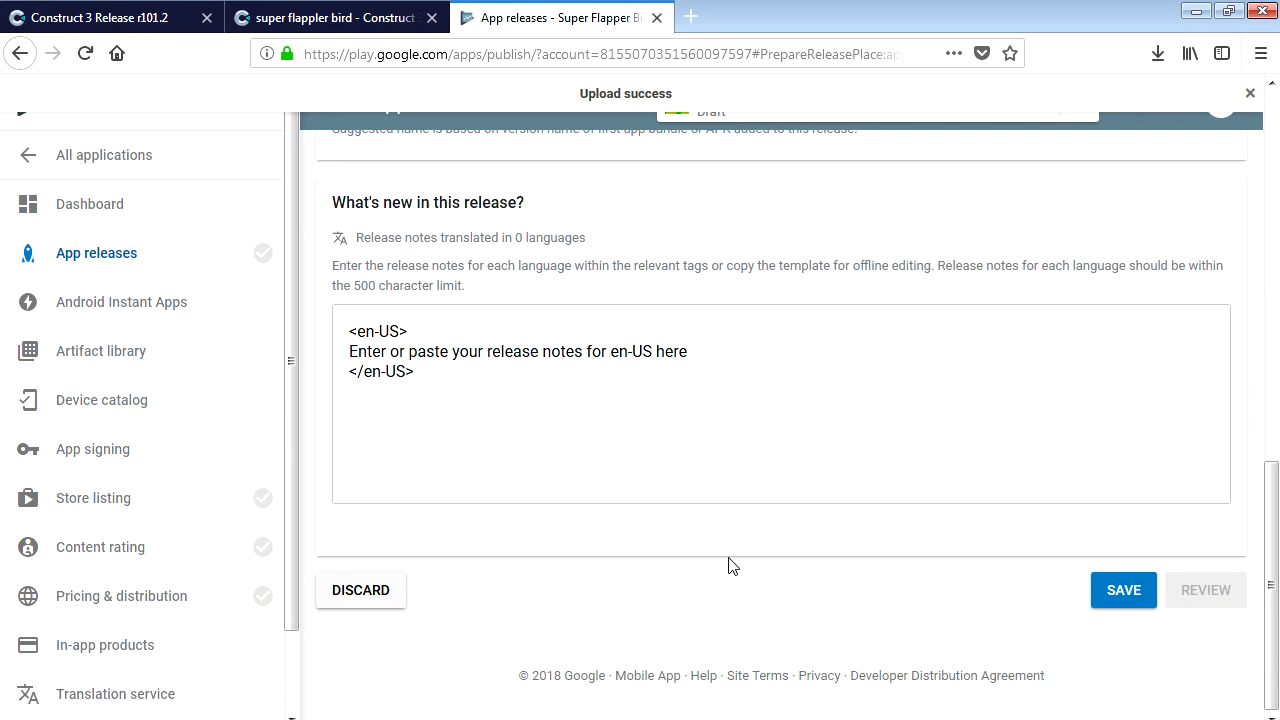 Construct 3 Release r101.2
super flappler bird - Construct
App releases - Super Flapper B
https://play.google.com/apps/publish/?account=8155070351560097597#PrepareReleasePlace:ap
Upload success
Draft
Suggested name is based on version name of first app bundle or APK added to this release.
All applications
Dashboard
App releases
Android Instant Apps
Artifact library
Device catalog
App signing
Store listing
Content rating
Pricing & distribution
In-app products
Translation service
What's new in this release?
Release notes translated in 0 languages
Enter the release notes for each language within the relevant tags or copy the template for offline editing. Release notes for each language should be within
the 500 character limit.
<en-US>
Enter or paste your release notes for en-US here
</en-US>
DISCARD
SAVE
REVIEW
© 2018 Google · Mobile App · Help · Site Terms · Privacy · Developer Distribution Agreement